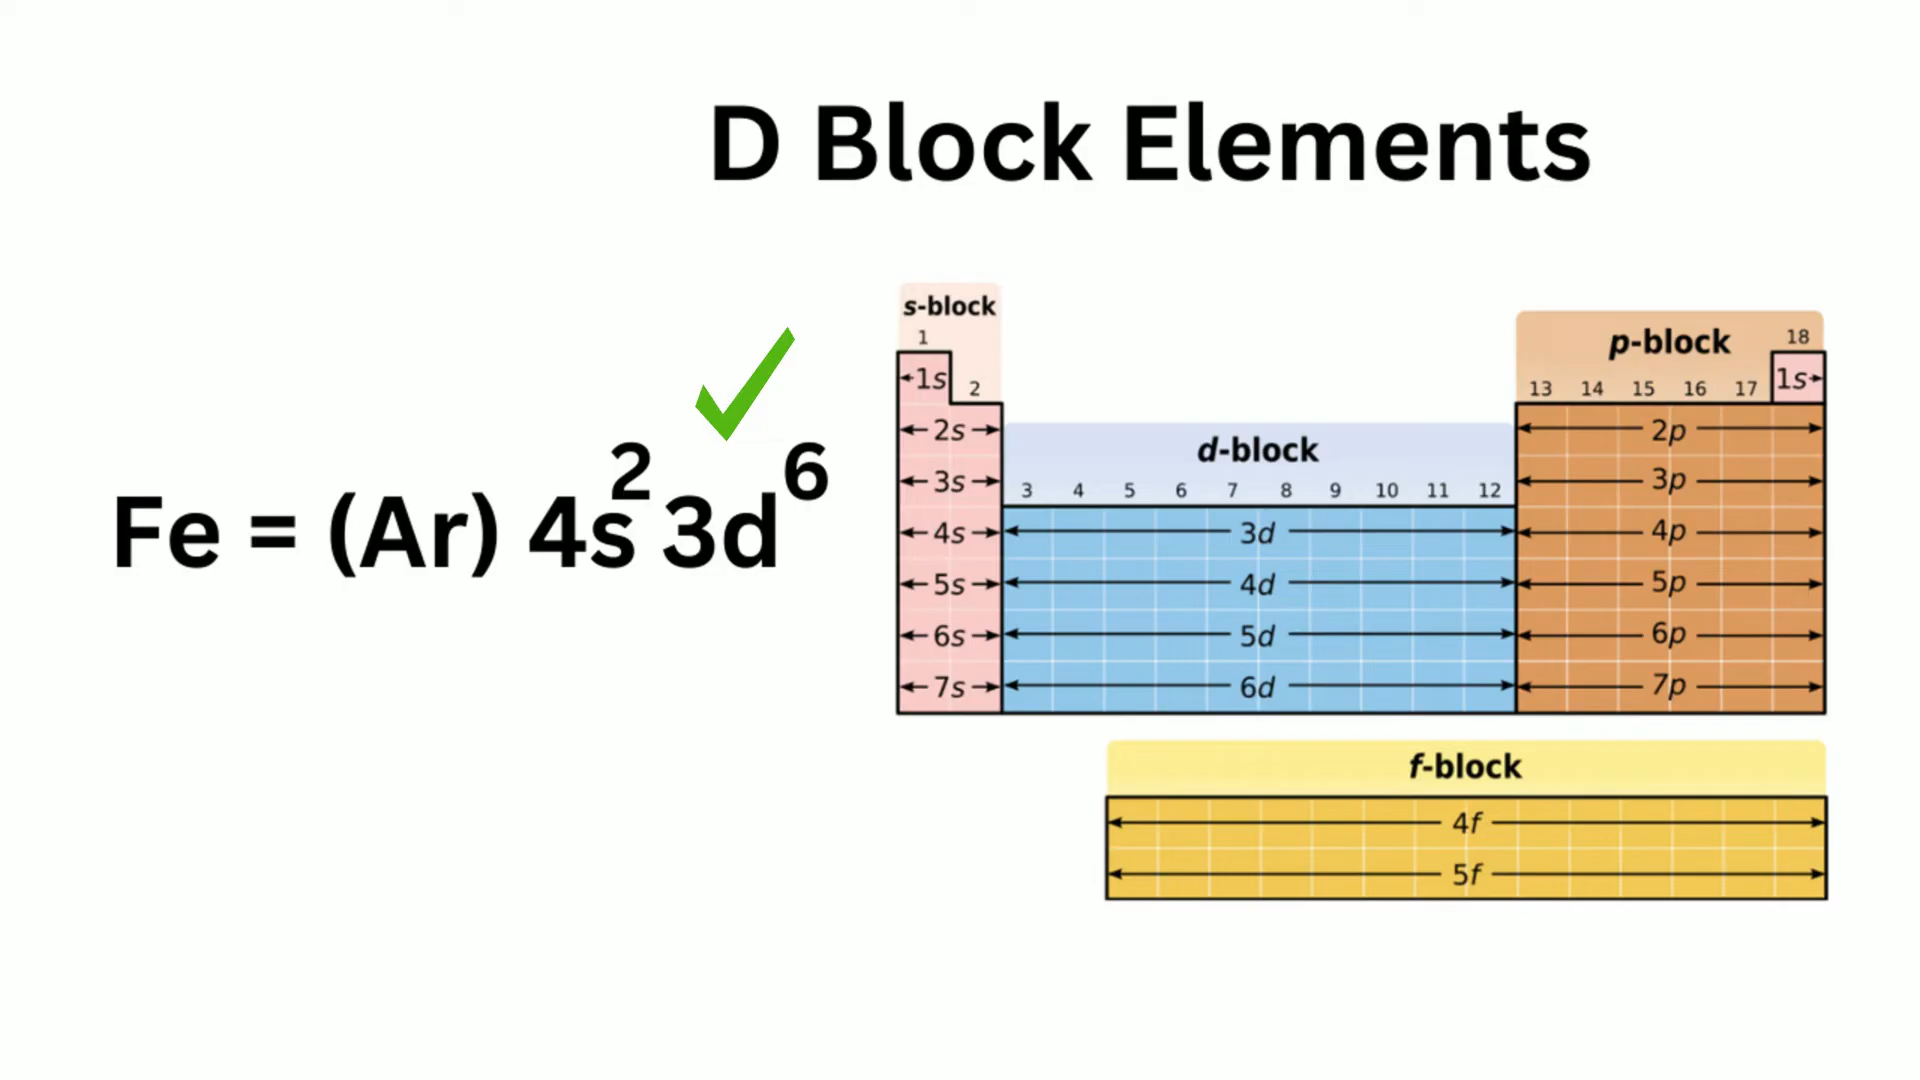 D Block Elements
Fe = (Ar) 4s² 3d⁶
s-block
1
2
1s
2s
3s
4s
5s
6s
7s
d-block
3 4 5 6 7 8 9 10 11 12
3d
4d
5d
6d
p-block
18
13 14 15 16 17
1s
2p
3p
4p
5p
6p
7p
f-block
4f
5f